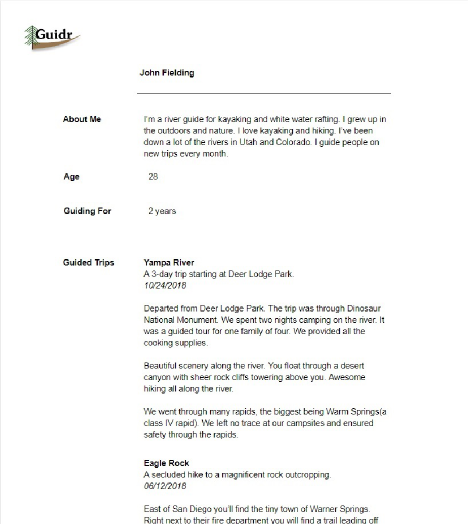 Guidr
John Fielding
About Me
I'm a river guide for kayaking and white water rafting. I grew up in
the outdoors and nature. I love kayaking and hiking. I've been
down a lot of the rivers in Utah and Colorado. I guide people on
new trips every month.
Age
28
Guiding For
2 years
Guided Trips
Yampa River
A 3-day trip starting at Deer Lodge Park.
10/24/2018
Departed from Deer Lodge Park. The trip was through Dinosaur
National Monument. We spent two nights camping on the river. It
was a guided tour for one family of four. We provided all the
cooking supplies.
Beautiful scenery along the river. You float through a desert
canyon with sheer rock cliffs towering above you. Awesome
hiking all along the river.
We went through many rapids, the biggest being Warm Springs(a
class IV rapid). We left no trace at our campsites and ensured
safety through the rapids.
Eagle Rock
A secluded hike to a magnificent rock outcropping.
06/12/2018
East of San Diego you'll find the tiny town of Warner Springs.
Right next to their fire department you will find a trail leading off